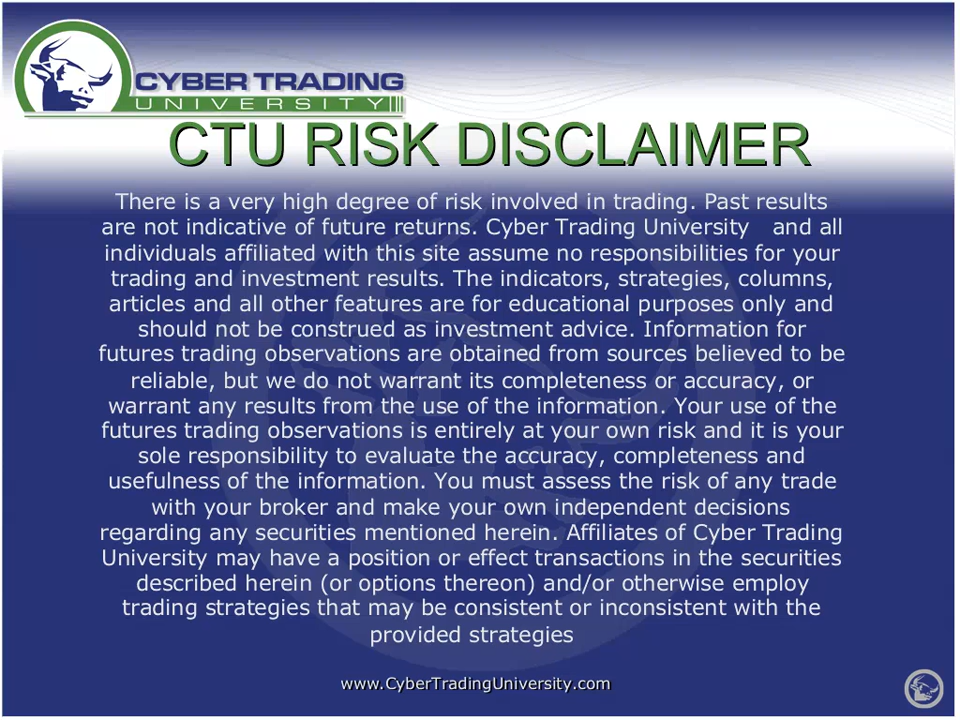 CYBER TRADING
UNIVERSITY
CTU RISK DISCLAIMER
There is a very high degree of risk involved in trading. Past results
are not indicative of future returns. Cyber Trading University   and all
individuals affiliated with this site assume no responsibilities for your
trading and investment results. The indicators, strategies, columns,
articles and all other features are for educational purposes only and
should not be construed as investment advice. Information for
futures trading observations are obtained from sources believed to be
reliable, but we do not warrant its completeness or accuracy, or
warrant any results from the use of the information. Your use of the
futures trading observations is entirely at your own risk and it is your
sole responsibility to evaluate the accuracy, completeness and
usefulness of the information. You must assess the risk of any trade
with your broker and make your own independent decisions
regarding any securities mentioned herein. Affiliates of Cyber Trading
University may have a position or effect transactions in the securities
described herein (or options thereon) and/or otherwise employ
trading strategies that may be consistent or inconsistent with the
provided strategies
www.CyberTradingUniversity.com